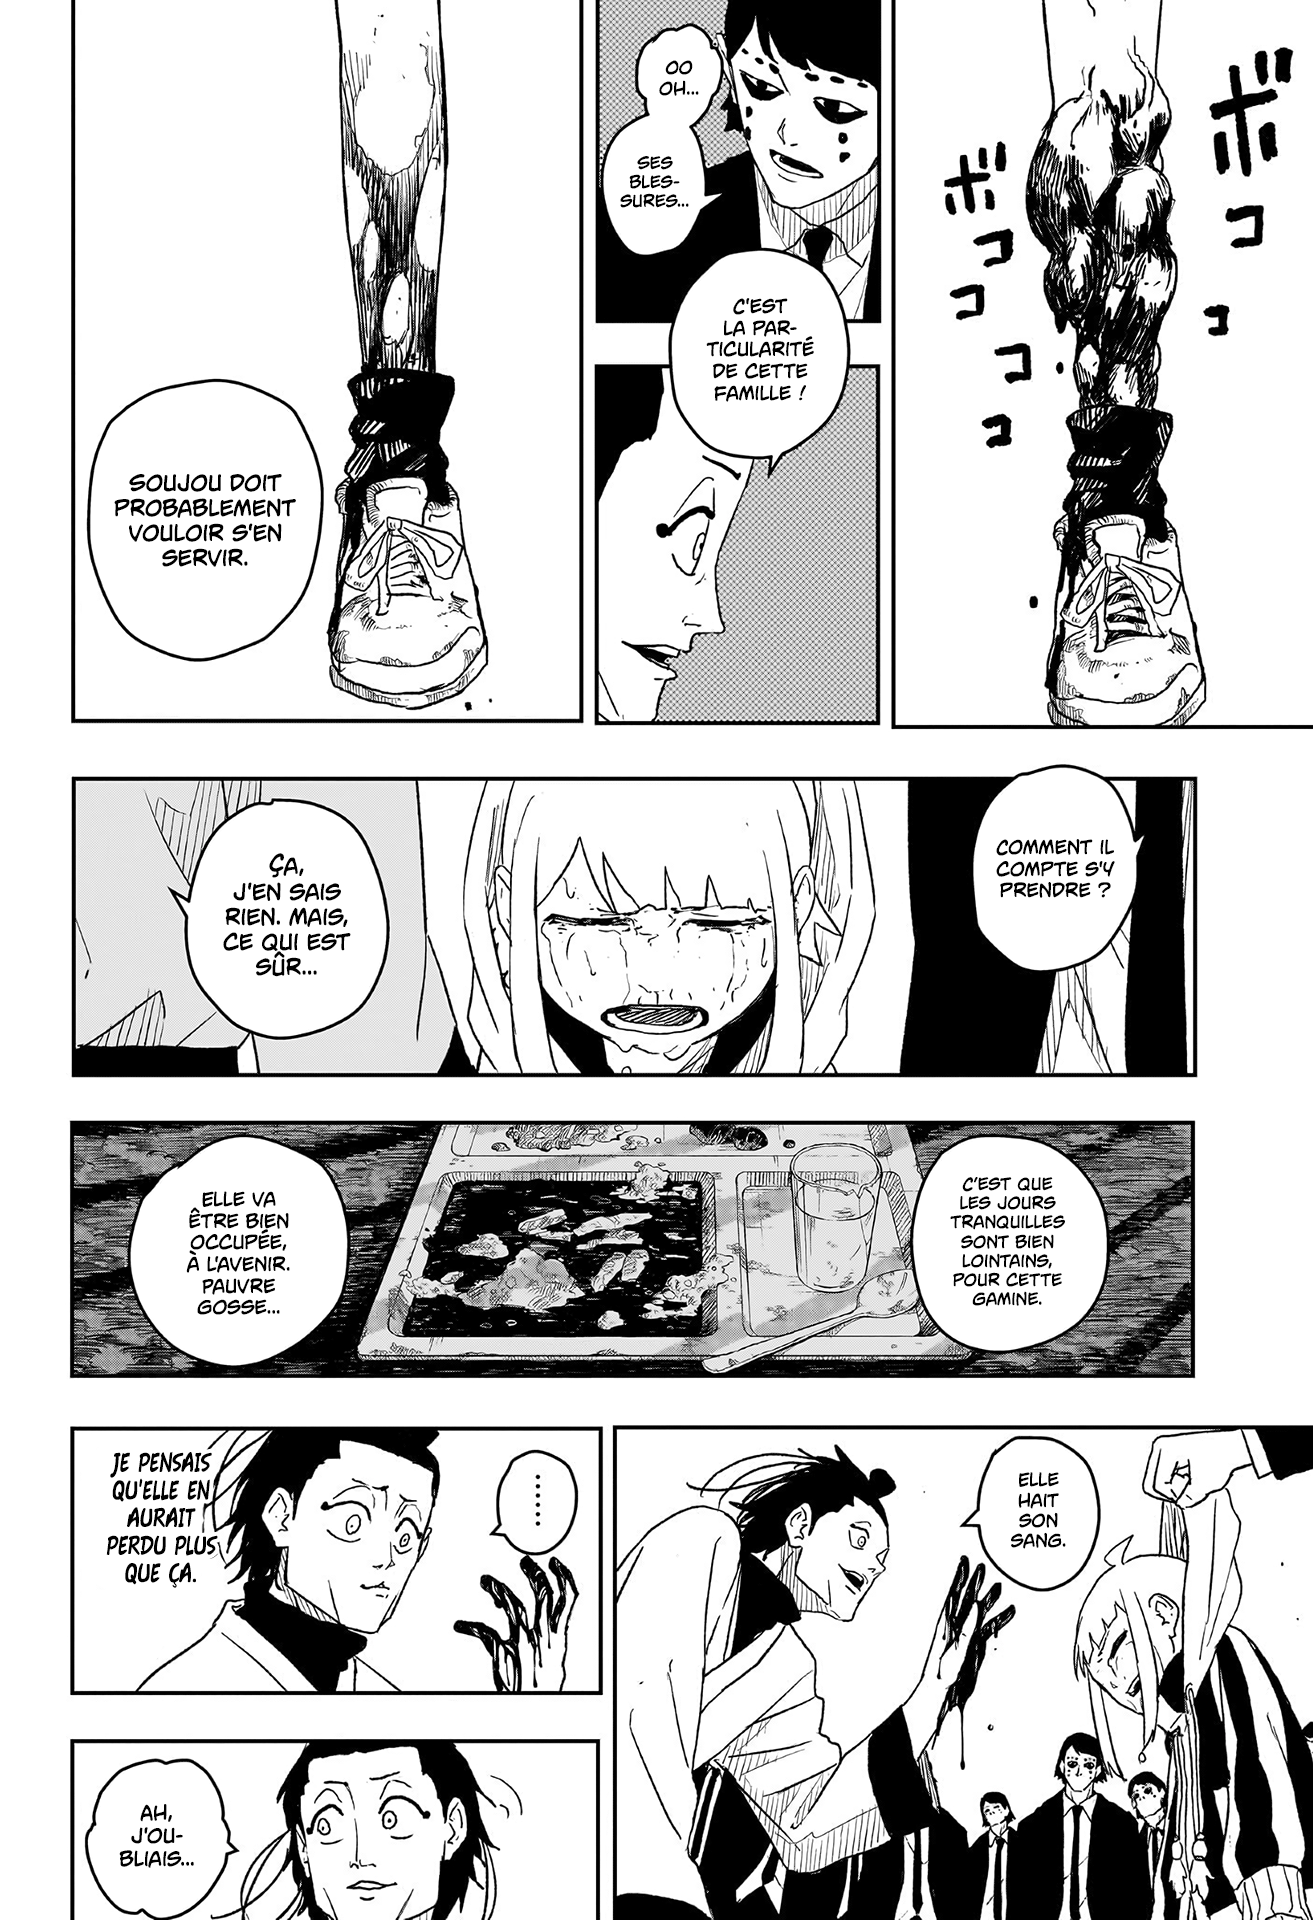 ボコココ
ボコココ
OO
OH...
SES
BLES-
SURES...
C'EST
LA PAR-
TICULARITÉ
DE CETTE
FAMILLE !
SOUJOU DOIT
PROBABLEMENT
VOULOIR S'EN
SERVIR.
COMMENT IL
COMPTE S'Y
PRENDRE ?
ÇA,
J'EN SAIS
RIEN. MAIS,
CE QUI EST
SÛR...
C'EST QUE
LES JOURS
TRANQUILLES
SONT BIEN
LOINTAINS,
POUR CETTE
GAMINE.
ELLE VA
ÊTRE BIEN
OCCUPÉE,
À L'AVENIR.
PAUVRE
GOSSE...
ELLE
HAIT
SON
SANG.
......
JE PENSAIS
QU'ELLE EN
AURAIT
PERDU PLUS
QUE ÇA.
AH,
J'OU-
BLIAIS...